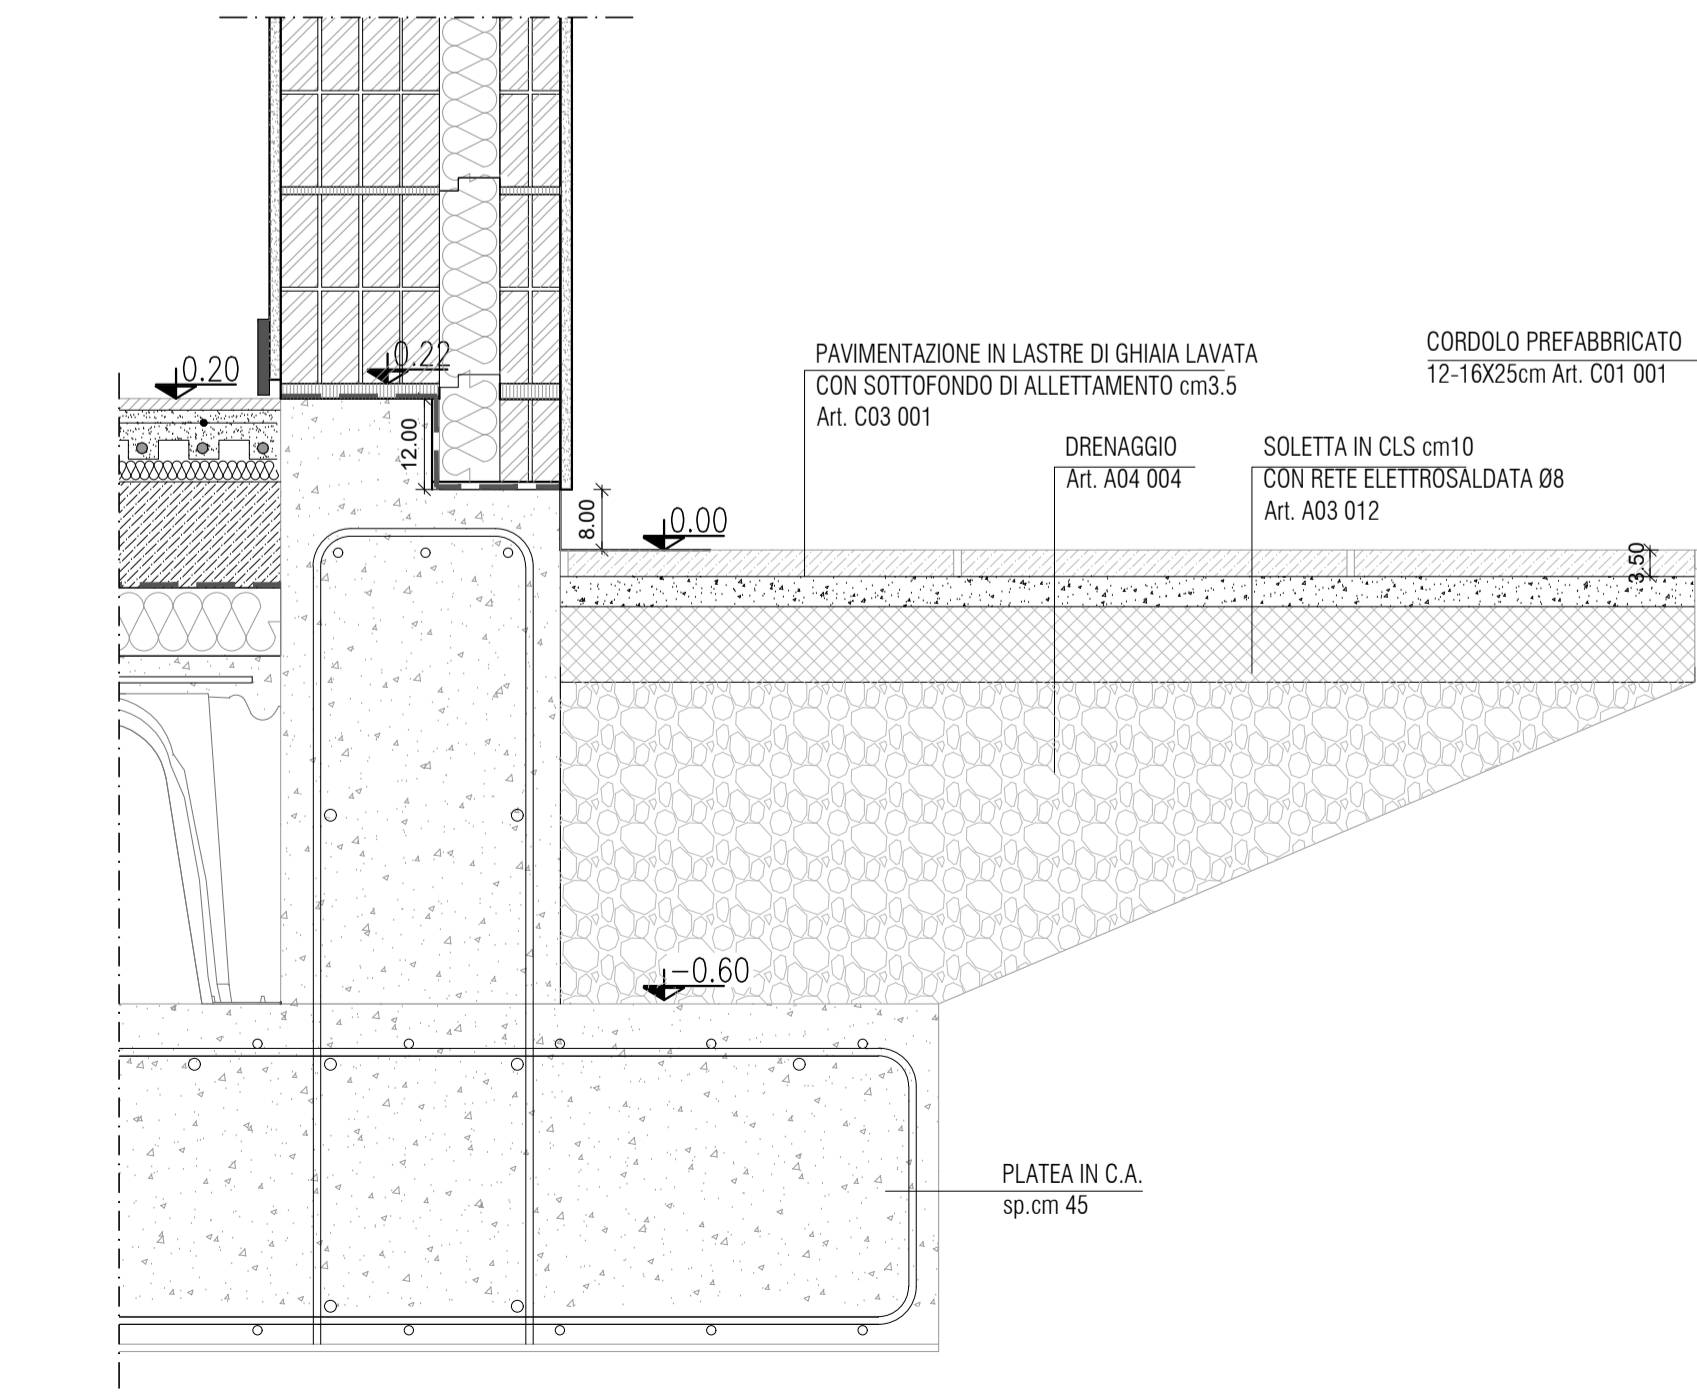 CORDOLO PREFABBRICATO
12-16X25cm Art. C01 001
PAVIMENTAZIONE IN LASTRE DI GHIAIA LAVATA
CON SOTTOFONDO DI ALLETTAMENTO cm3.5
Art. C03 001
0.20
0.22
12.00
DRENAGGIO
Art. A04 004
SOLETTA IN CLS cm10
CON RETE ELETTROSALDATA Ø8
Art. A03 012
8.00
0.00
3.50
-0.60
PLATEA IN C.A.
sp.cm 45